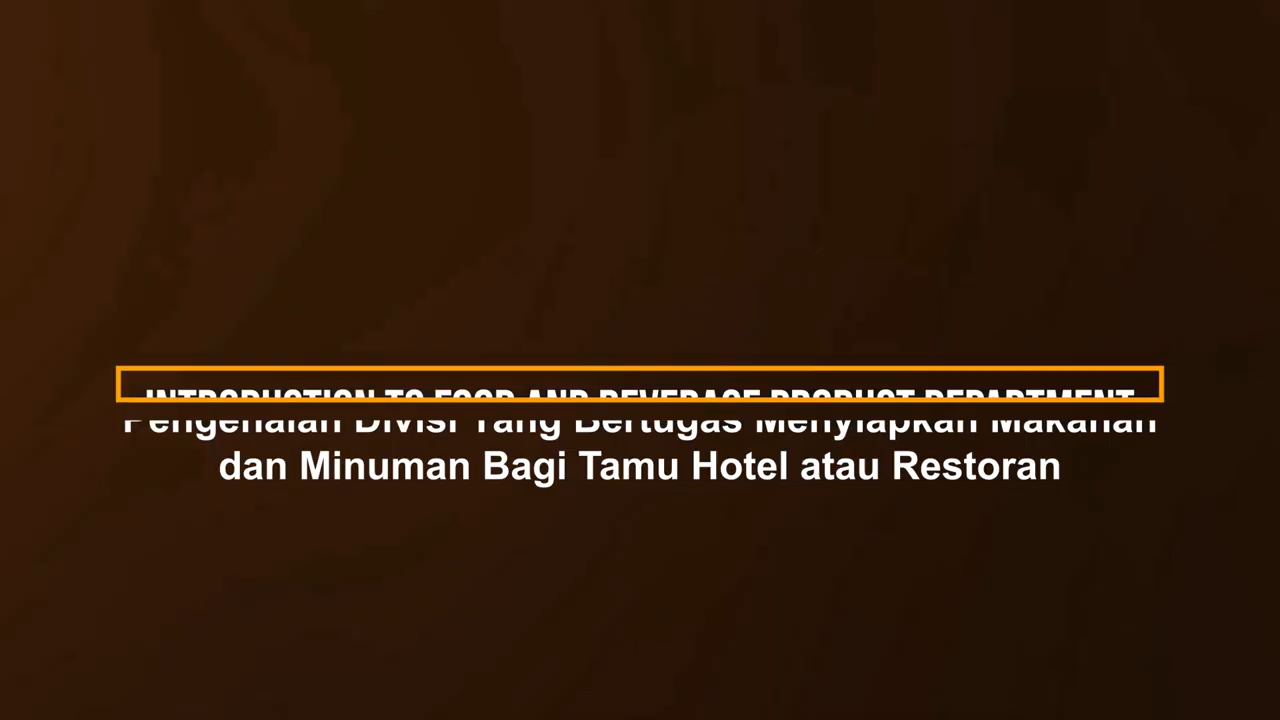 INTRODUCTION TO FOOD AND BEVERAGE PRODUCT DEPARTMENT
Pengenalan Divisi Yang Bertugas Menyiapkan Makanan
dan Minuman Bagi Tamu Hotel atau Restoran